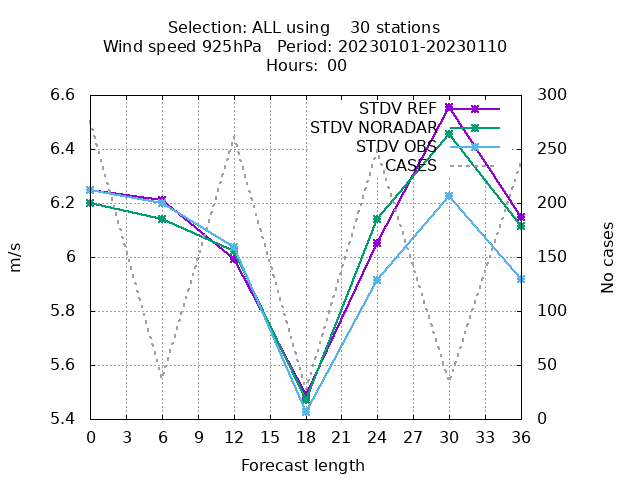 Selection: ALL using    30 stations
Wind speed 925hPa   Period: 20230101-20230110
Hours:  00
6.6
6.4
6.2
6
5.8
5.6
5.4
m/s
300
250
200
150
100
50
0
No cases
STDV REF
STDV NORADAR
STDV OBS
CASES
0 3 6 9 12 15 18 21 24 27 30 33 36
Forecast length